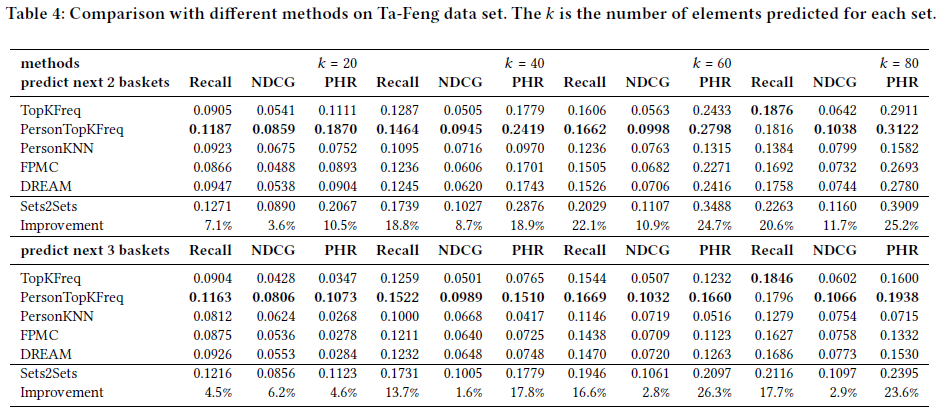 Table 4: Comparison with different methods on Ta-Feng data set. The k is the number of elements predicted for each set.
methods k = 20 k = 40 k = 60 k = 80
predict next 2 baskets Recall NDCG PHR Recall NDCG PHR Recall NDCG PHR Recall NDCG PHR
TopKFreq 0.0905 0.0541 0.1111 0.1287 0.0505 0.1779 0.1606 0.0563 0.2433 0.1876 0.0642 0.2911
PersonTopKFreq 0.1187 0.0859 0.1870 0.1464 0.0945 0.2419 0.1662 0.0998 0.2798 0.1816 0.1038 0.3122
PersonKNN 0.0923 0.0675 0.0752 0.1095 0.0716 0.0970 0.1236 0.0763 0.1315 0.1384 0.0799 0.1582
FPMC 0.0866 0.0488 0.0893 0.1236 0.0606 0.1701 0.1505 0.0682 0.2271 0.1692 0.0732 0.2693
DREAM 0.0947 0.0538 0.0904 0.1245 0.0620 0.1743 0.1526 0.0706 0.2416 0.1758 0.0744 0.2780
Sets2Sets 0.1271 0.0890 0.2067 0.1739 0.1027 0.2876 0.2029 0.1107 0.3488 0.2263 0.1160 0.3909
Improvement 7.1% 3.6% 10.5% 18.8% 8.7% 18.9% 22.1% 10.9% 24.7% 20.6% 11.7% 25.2%
predict next 3 baskets Recall NDCG PHR Recall NDCG PHR Recall NDCG PHR Recall NDCG PHR
TopKFreq 0.0904 0.0428 0.0347 0.1259 0.0501 0.0765 0.1544 0.0507 0.1232 0.1846 0.0602 0.1600
PersonTopKFreq 0.1163 0.0806 0.1073 0.1522 0.0989 0.1510 0.1669 0.1032 0.1660 0.1796 0.1066 0.1938
PersonKNN 0.0812 0.0624 0.0268 0.1000 0.0668 0.0417 0.1146 0.0719 0.0516 0.1279 0.0754 0.0715
FPMC 0.0875 0.0536 0.0278 0.1211 0.0640 0.0725 0.1438 0.0709 0.1123 0.1627 0.0758 0.1332
DREAM 0.0926 0.0553 0.0284 0.1232 0.0648 0.0748 0.1470 0.0720 0.1263 0.1686 0.0773 0.1530
Sets2Sets 0.1216 0.0856 0.1123 0.1731 0.1005 0.1779 0.1946 0.1061 0.2097 0.2116 0.1097 0.2395
Improvement 4.5% 6.2% 4.6% 13.7% 1.6% 17.8% 16.6% 2.8% 26.3% 17.7% 2.9% 23.6%